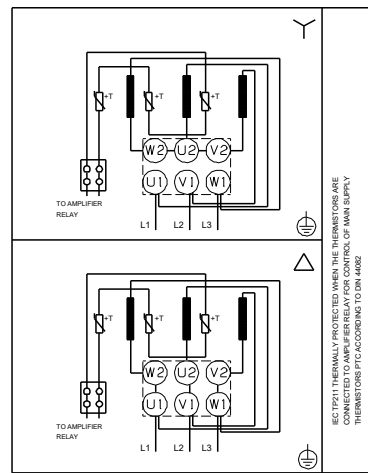 +T +T +T
W2 U2 V2
U1 V1 W1
TO AMPLIFIER
RELAY
L1 L2 L3
+T +T +T
W2 U2 V2
U1 V1 W1
TO AMPLIFIER
RELAY
L1 L2 L3
IEC TP211 THERMALLY PROTECTED WHEN THE THERMISTORS ARE
CONNECTED TO AMPLIFIER RELAY FOR CONTROL OF MAIN SUPPLY
THERMISTORS PTC ACCORDING TO DIN 44082